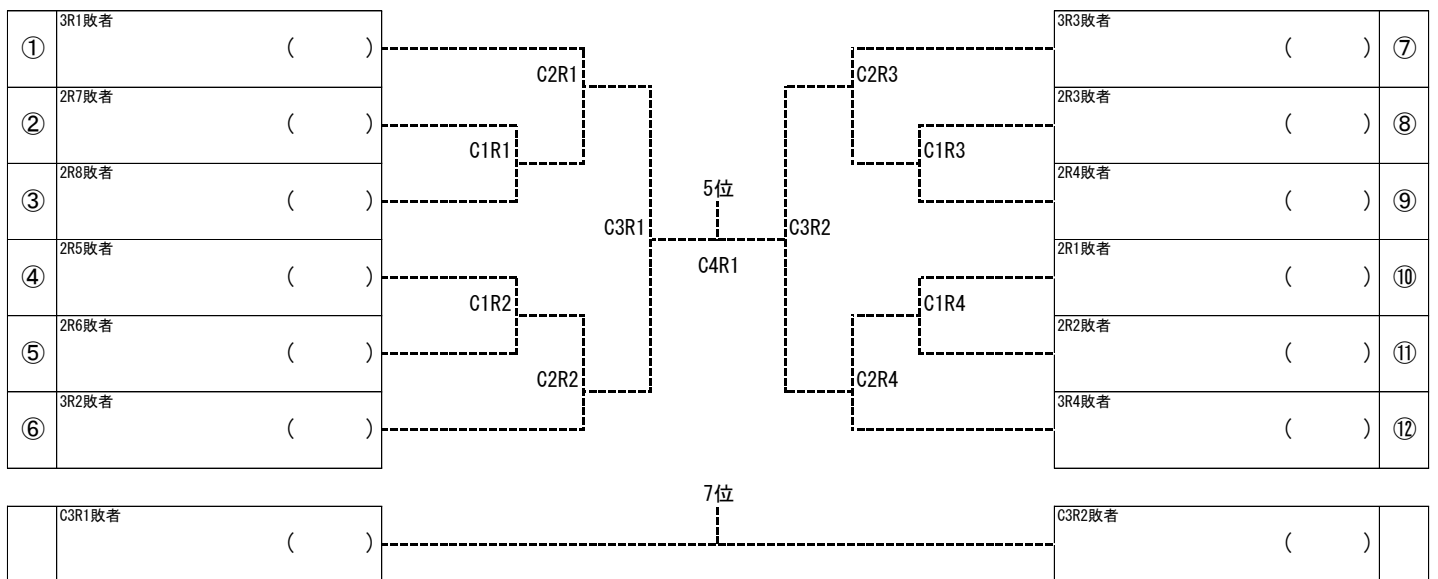 3R1敗者
① ( )
2R7敗者
② ( )
2R8敗者
③ ( )
2R5敗者
④ ( )
2R6敗者
⑤ ( )
3R2敗者
⑥ ( )
C2R1
C1R1
C3R1
C1R2
C2R2
5位
C4R1
C2R3
C1R3
C3R2
C1R4
C2R4
3R3敗者
( ) ⑦
2R3敗者
( ) ⑧
2R4敗者
( ) ⑨
2R1敗者
( ) ⑩
2R2敗者
( ) ⑪
3R4敗者
( ) ⑫
7位
C3R1敗者
( )
C3R2敗者
( )